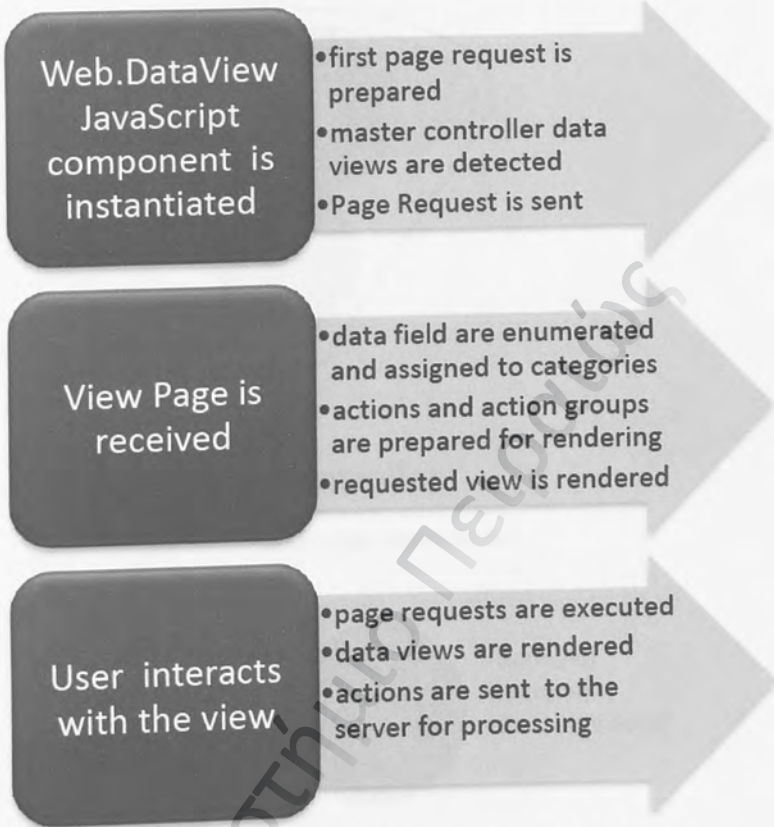 Web.DataView
JavaScript
component is
instantiated
•first page request is
prepared
•master controller data
views are detected
•Page Request is sent
View Page is
received
•data field are enumerated
and assigned to categories
•actions and action groups
are prepared for rendering
•requested view is rendered
User interacts
with the view
•page requests are executed
•data views are rendered
•actions are sent to the
server for processing
Πειραιώς